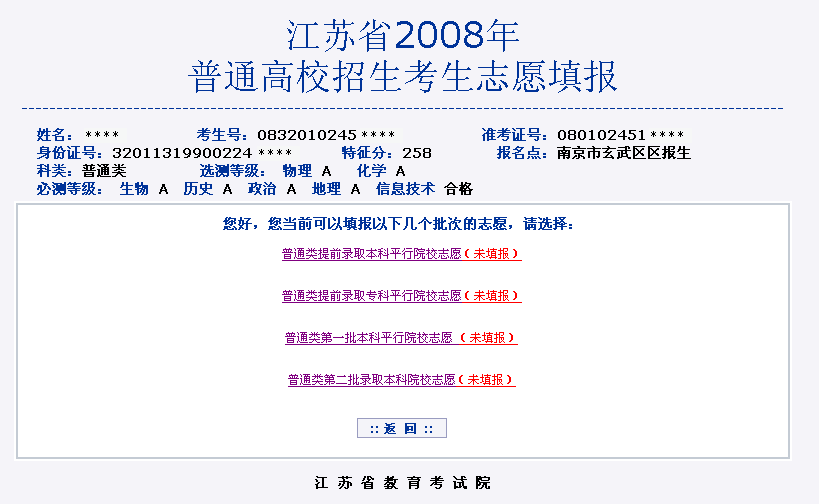 江苏省2008年
普通高校招生考生志愿填报
姓名： **** 考生号：0832010245**** 准考证号：080102451****
身份证号：32011319900224**** 特征分：258 报名点：南京市玄武区区报生
科类：普通类 选测等级： 物理 A 化学 A
必测等级： 生物 A 历史 A 政治 A 地理 A 信息技术 合格
您好，您当前可以填报以下几个批次的志愿，请选择：
普通类提前录取本科平行院校志愿（未填报）
普通类提前录取专科平行院校志愿（未填报）
普通类第一批本科平行院校志愿 （未填报）
普通类第二批录取本科院校志愿（未填报）
:: 返 回 ::
江 苏 省 教 育 考 试 院